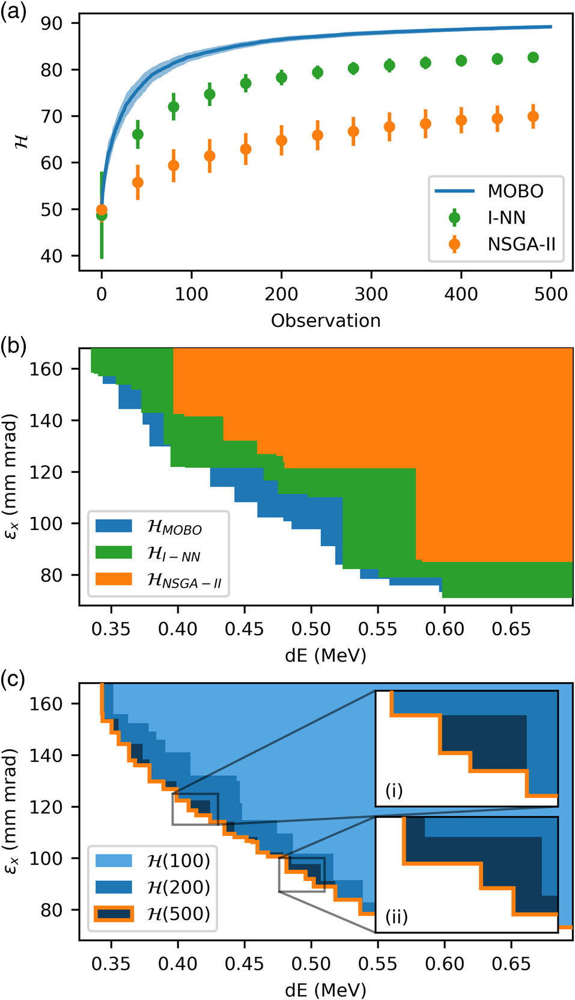 (a)
90
80
70
60
50
40
ℋ
MOBO
I-NN
NSGA-II
0 100 200 300 400 500
Observation
(b)
160
140
120
100
80
εx (mm mrad)
ℋMOBO
ℋI−NN
ℋNSGA−II
0.35 0.40 0.45 0.50 0.55 0.60 0.65
dE (MeV)
(c)
160
140
120
100
80
εx (mm mrad)
(i)
(ii)
ℋ(100)
ℋ(200)
ℋ(500)
0.35 0.40 0.45 0.50 0.55 0.60 0.65
dE (MeV)